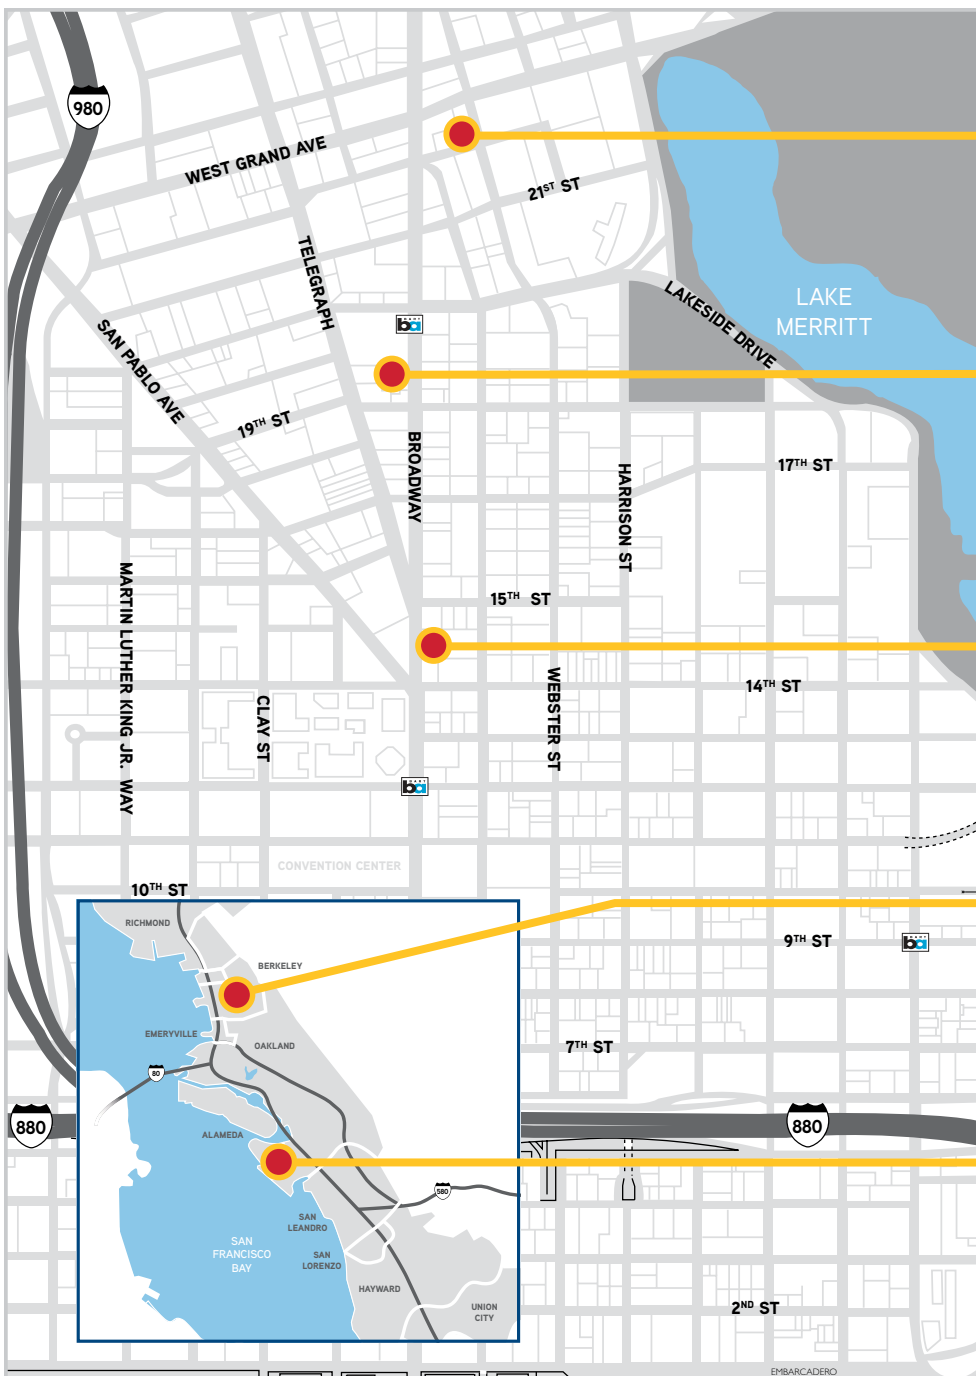 980
WEST GRAND AVE
21ST ST
TELEGRAPH
LAKE
MERRITT
LAKESIDE DRIVE
SAN PABLO AVE
ba
19TH ST
BROADWAY
17TH ST
HARRISON ST
MARTIN LUTHER KING JR. WAY
15TH ST
14TH ST
WEBSTER ST
CLAY ST
ba
CONVENTION CENTER
10TH ST
RICHMOND
BERKELEY
9TH ST
ba
EMERYVILLE
OAKLAND
7TH ST
80
880
880
ALAMEDA
580
SAN
LEANDRO
SAN
FRANCISCO
BAY
SAN
LORENZO
HAYWARD
UNION
CITY
2ND ST
EMBARCADERO